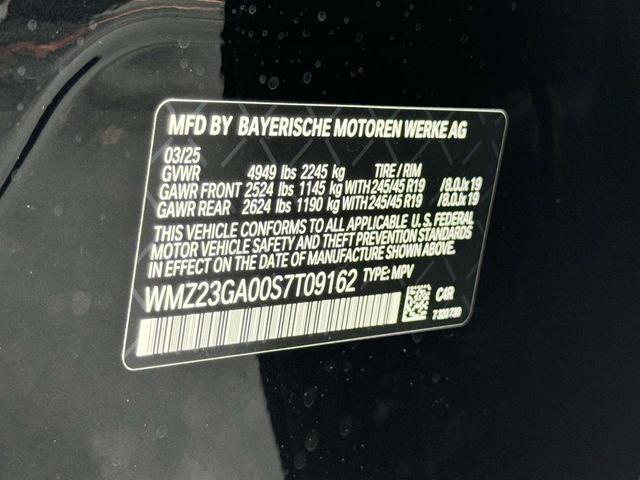 MFD BY BAYERISCHE MOTOREN WERKE AG
03/25
GVWR 4949 lbs 2245 kg TIRE / RIM
GAWR FRONT 2524 lbs 1145 kg WITH 245/45 R19 /8.0Jx19
GAWR REAR 2624 lbs 1190 kg WITH 245/45 R19 /8.0Jx19
THIS VEHICLE CONFORMS TO ALL APPLICABLE U. S. FEDERAL
MOTOR VEHICLE SAFETY AND THEFT PREVENTION STANDARDS
IN EFFECT ON THE DATE OF MANUFACTURE SHOWN ABOVE.
WMZ23GA00S7T09162 TYPE: MPV
C4R
7320730